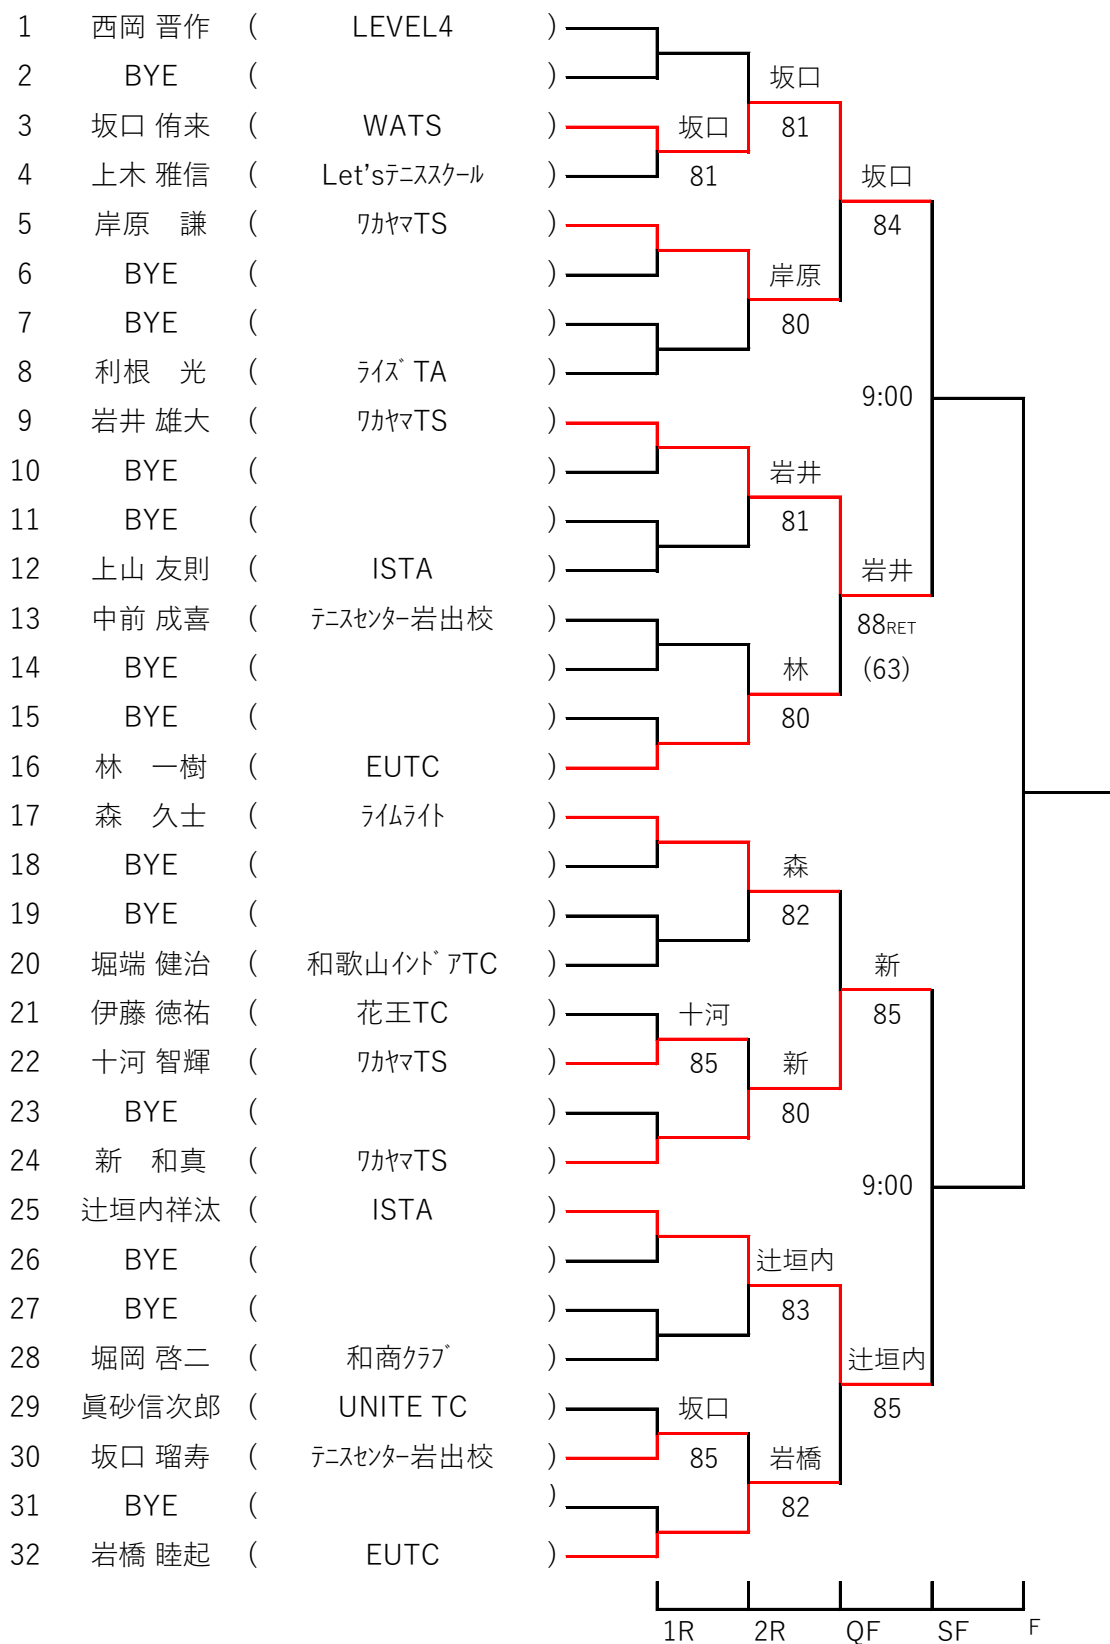 1 西岡 晋作 ( LEVEL4 )
2 BYE ( ) 坂口
3 坂口 侑来 ( WATS ) 坂口 81
4 上木 雅信 ( Let'sﾃﾆｽスクール ) 81 坂口
5 岸原 謙 ( ﾜｶﾔﾏTS ) 84
6 BYE ( ) 岸原
7 BYE ( ) 80
8 利根 光 ( ﾗｲｽﾞTA )
9:00
9 岩井 雄大 ( ﾜｶﾔﾏTS )
10 BYE ( ) 岩井
11 BYE ( ) 81
12 上山 友則 ( ISTA ) 岩井
13 中前 成喜 ( ﾃﾆｽｾﾝﾀｰ岩出校 ) 88RET
14 BYE ( ) 林 (63)
15 BYE ( ) 80
16 林 一樹 ( EUTC )
17 森 久士 ( ﾗｲﾑﾗｲﾄ )
18 BYE ( ) 森
19 BYE ( ) 82
20 堀端 健治 ( 和歌山ｲﾝﾄﾞｱTC ) 新
21 伊藤 徳祐 ( 花王TC ) 十河 85
22 十河 智輝 ( ﾜｶﾔﾏTS ) 85 新
23 BYE ( ) 80
24 新 和真 ( ﾜｶﾔﾏTS )
9:00
25 辻垣内祥汰 ( ISTA )
26 BYE ( ) 辻垣内
27 BYE ( ) 83
28 堀岡 啓二 ( 和商ｸﾗﾌﾞ ) 辻垣内
29 眞砂信次郎 ( UNITE TC ) 坂口 85
30 坂口 瑠寿 ( ﾃﾆｽｾﾝﾀｰ岩出校 ) 85 岩橋
31 BYE ( ) 82
32 岩橋 睦起 ( EUTC )
1R 2R QF SF F